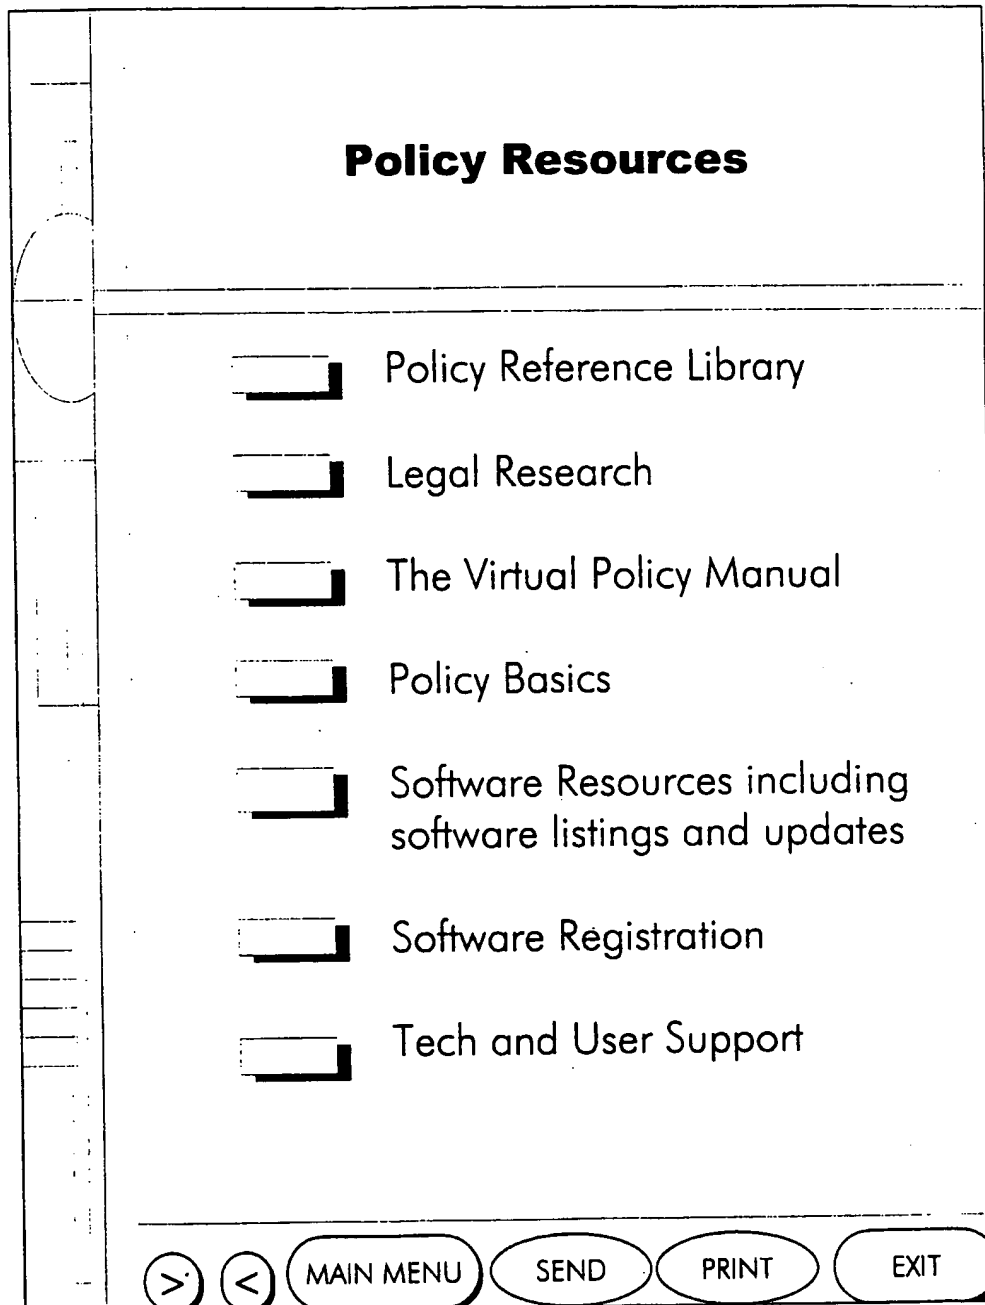 Policy Resources
Policy Reference Library
Legal Research
The Virtual Policy Manual
Policy Basics
Software Resources including
software listings and updates
Software Registration
Tech and User Support
> < MAIN MENU SEND PRINT EXIT